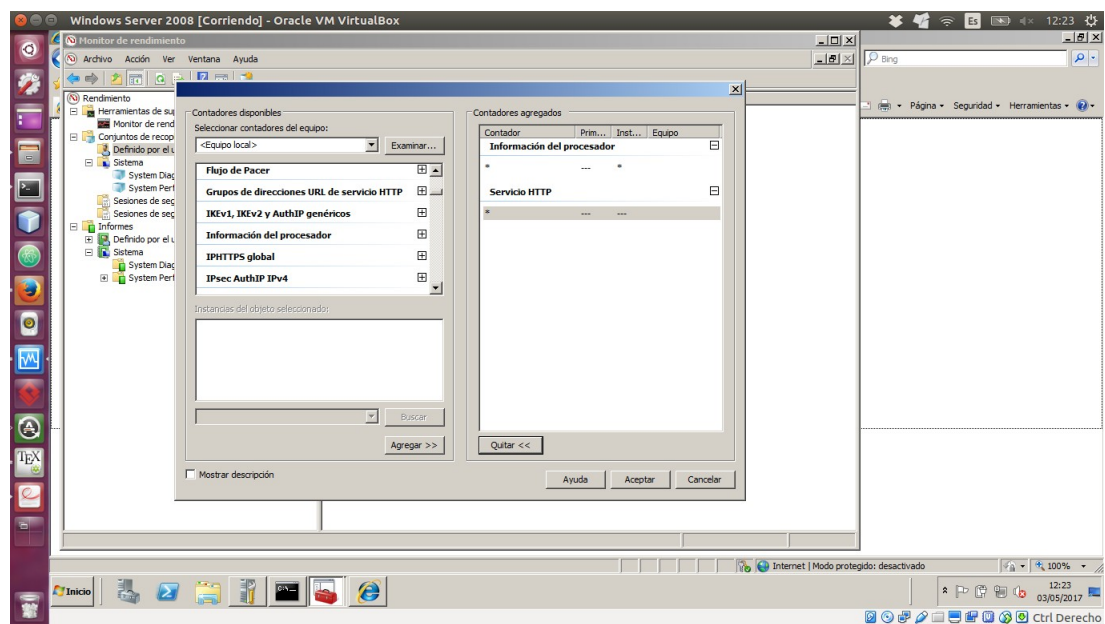 Windows Server 2008 [Corriendo] - Oracle VM VirtualBox
Es
12:23
Monitor de rendimiento
Archivo Acción Ver Ventana Ayuda
Bing
Página Seguridad Herramientas
Rendimiento
Herramientas de su
Monitor de rend
Conjuntos de recop
Definido por el u
Sistema
System Diag
System Perf
Sesiones de seg
Sesiones de seg
Informes
Definido por el u
Sistema
System Diag
System Perf
Contadores disponibles
Seleccionar contadores del equipo:
<Equipo local>
Examinar...
Flujo de Pacer
Grupos de direcciones URL de servicio HTTP
IKEv1, IKEv2 y AuthIP genéricos
Información del procesador
IPHTTPS global
IPsec AuthIP IPv4
Instancias del objeto seleccionado:
Buscar
Agregar >>
Mostrar descripción
Contadores agregados
Contador Prim... Inst... Equipo
Información del procesador
* --- *
Servicio HTTP
* --- ---
Quitar <<
Ayuda Aceptar Cancelar
Internet | Modo protegido: desactivado
100%
TEX
Inicio
12:23
03/05/2017
Ctrl Derecho